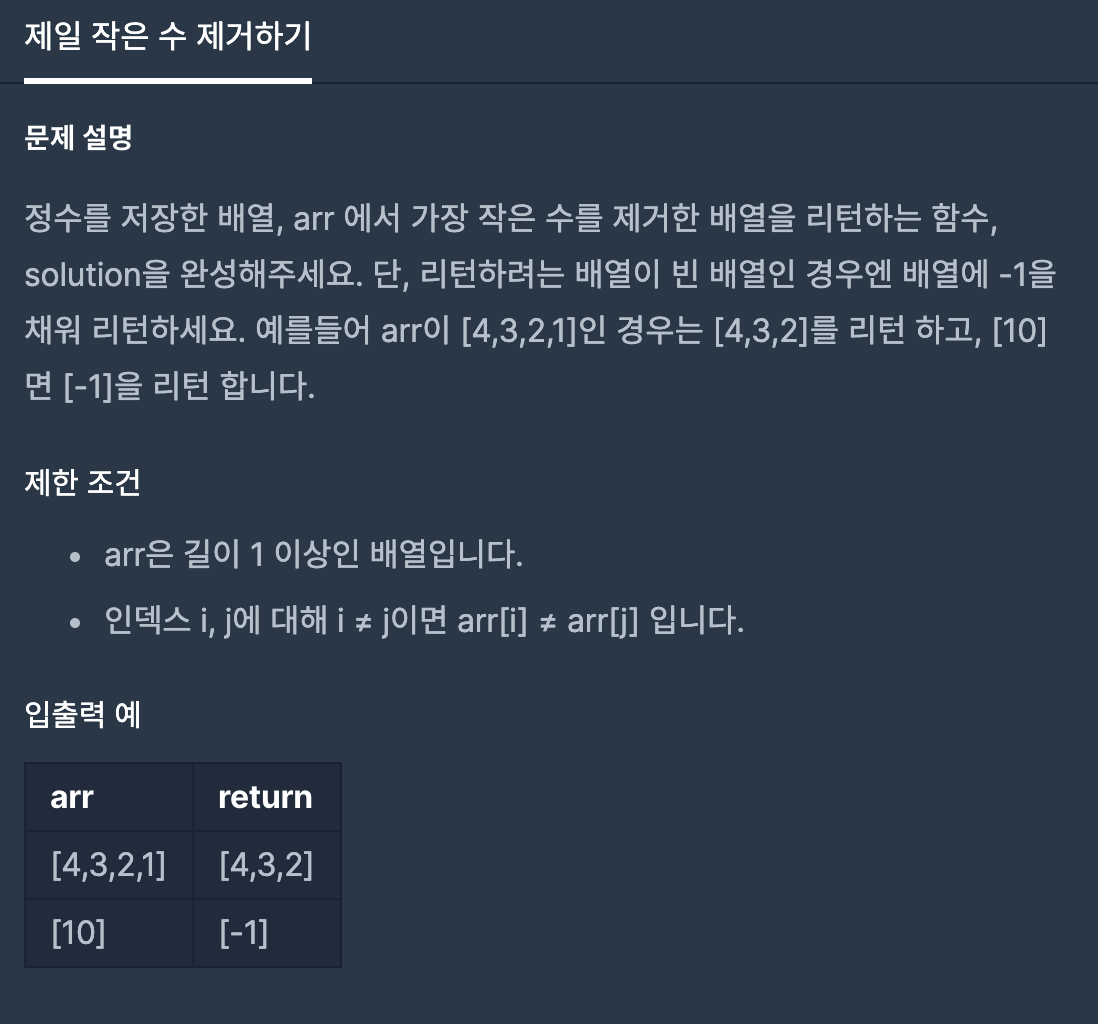 제일 작은 수 제거하기
문제 설명
정수를 저장한 배열, arr 에서 가장 작은 수를 제거한 배열을 리턴하는 함수,
solution을 완성해주세요. 단, 리턴하려는 배열이 빈 배열인 경우엔 배열에 -1을
채워 리턴하세요. 예를들어 arr이 [4,3,2,1]인 경우는 [4,3,2]를 리턴 하고, [10]
면 [-1]을 리턴 합니다.
제한 조건
• arr은 길이 1 이상인 배열입니다.
• 인덱스 i, j에 대해 i ≠ j이면 arr[i] ≠ arr[j] 입니다.
입출력 예
arr return
[4,3,2,1] [4,3,2]
[10] [-1]